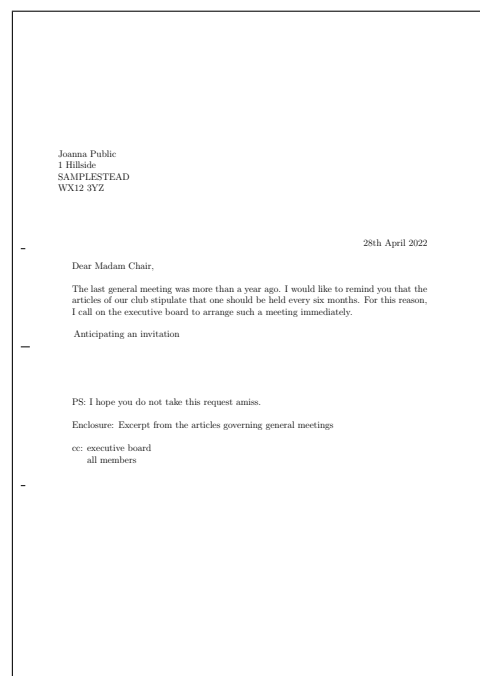 Joanna Public
1 Hillside
SAMPLESTEAD
WX12 3YZ
28th April 2022
Dear Madam Chair,
The last general meeting was more than a year ago. I would like to remind you that the
articles of our club stipulate that one should be held every six months. For this reason,
I call on the executive board to arrange such a meeting immediately.
Anticipating an invitation
PS: I hope you do not take this request amiss.
Enclosure: Excerpt from the articles governing general meetings
cc: executive board
all members